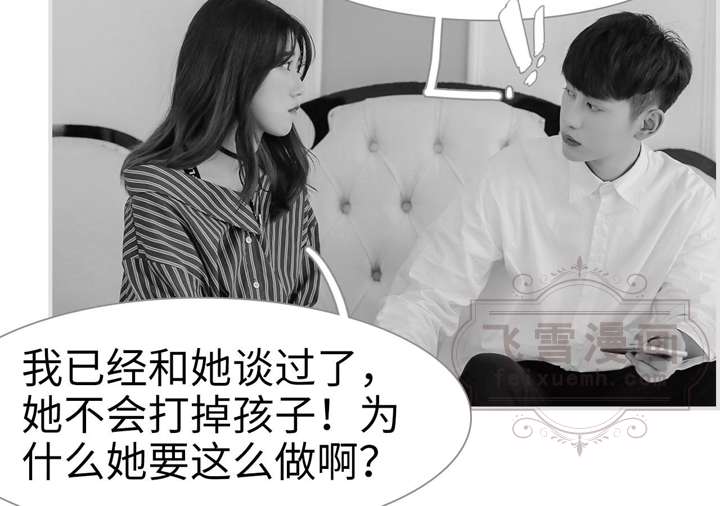 ！！
我已经和她谈过了，
她不会打掉孩子！为
什么她要这么做啊？
飞雪漫画
feixuemh.com